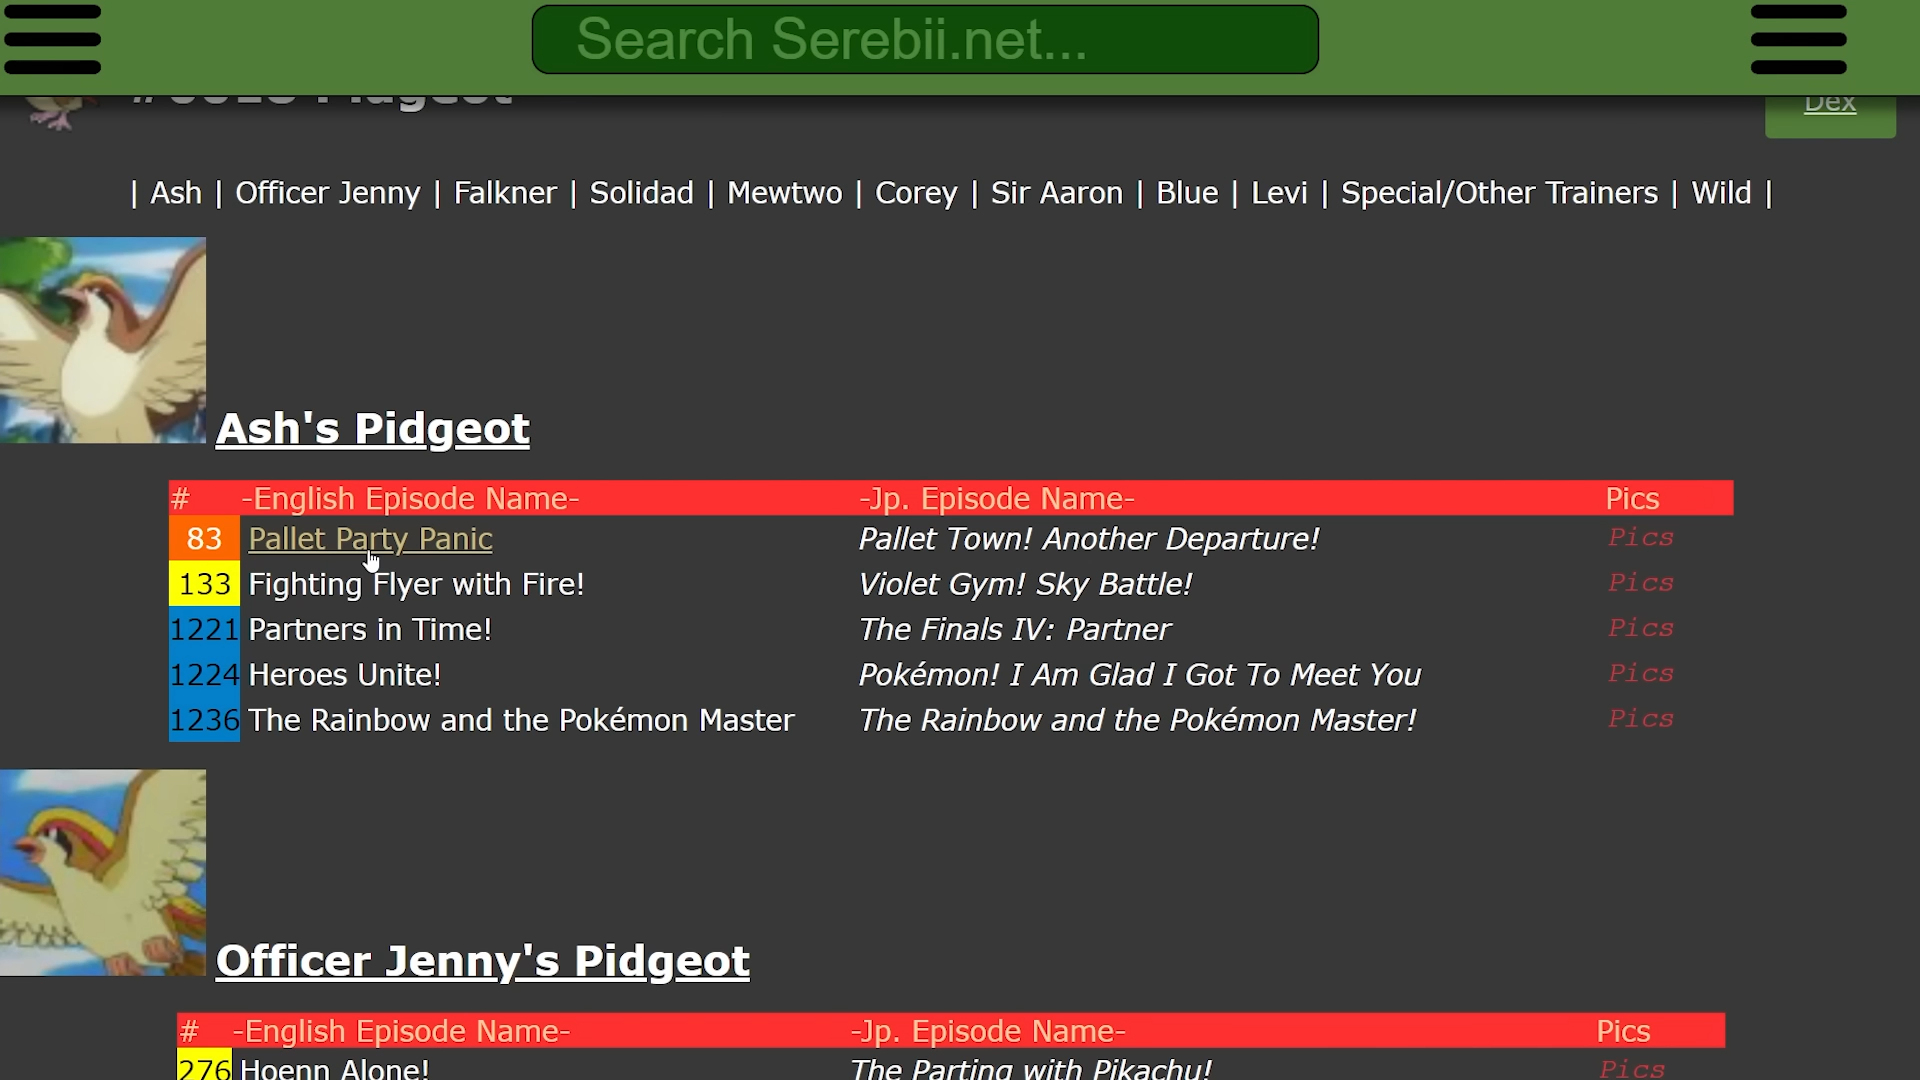 Search Serebii.net...
Pidgeot
Dex
| Ash | Officer Jenny | Falkner | Solidad | Mewtwo | Corey | Sir Aaron | Blue | Levi | Special/Other Trainers | Wild |
Ash's Pidgeot
# -English Episode Name- -Jp. Episode Name- Pics
83 Pallet Party Panic Pallet Town! Another Departure! Pics
133 Fighting Flyer with Fire! Violet Gym! Sky Battle! Pics
1221 Partners in Time! The Finals IV: Partner Pics
1224 Heroes Unite! Pokémon! I Am Glad I Got To Meet You Pics
1236 The Rainbow and the Pokémon Master The Rainbow and the Pokémon Master! Pics
Officer Jenny's Pidgeot
# -English Episode Name- -Jp. Episode Name- Pics
276 Hoenn Alone! The Parting with Pikachu! Pics